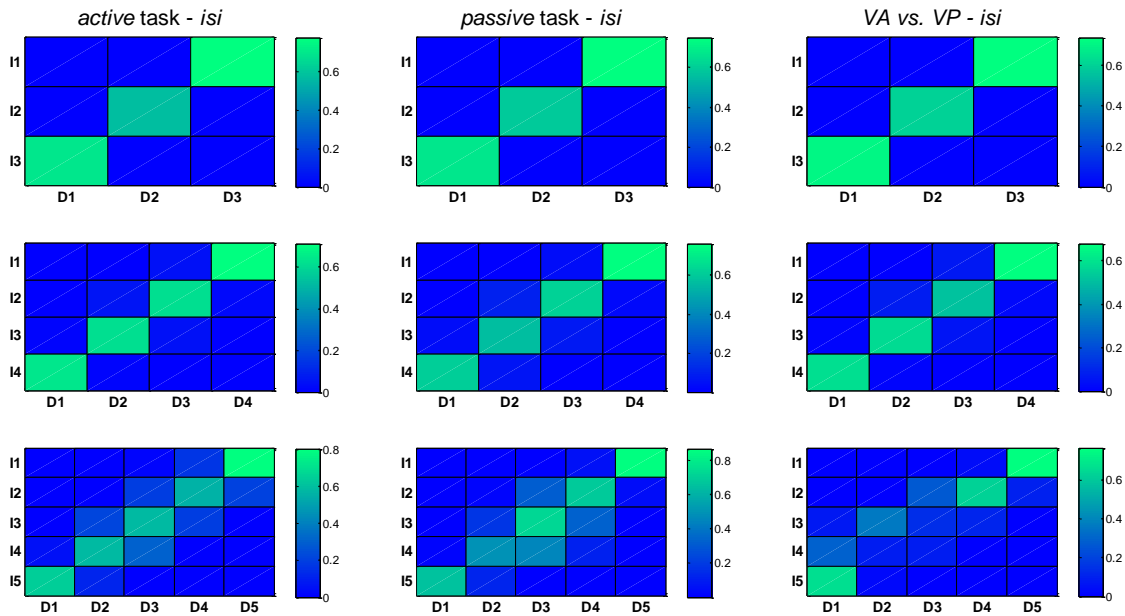 active task - isi
passive task - isi
VA vs. VP - isi
I1
I2
I3
D1 D2 D3
0.6
0.4
0.2
0
I1
I2
I3
D1 D2 D3
0.6
0.4
0.2
0
I1
I2
I3
D1 D2 D3
0.6
0.4
0.2
0
I1
I2
I3
I4
D1 D2 D3 D4
0.6
0.4
0.2
0
I1
I2
I3
I4
D1 D2 D3 D4
0.6
0.4
0.2
I1
I2
I3
I4
D1 D2 D3 D4
0.6
0.4
0.2
0
I1
I2
I3
I4
I5
D1 D2 D3 D4 D5
0.8
0.6
0.4
0.2
0
I1
I2
I3
I4
I5
D1 D2 D3 D4 D5
0.8
0.6
0.4
0.2
I1
I2
I3
I4
I5
D1 D2 D3 D4 D5
0.6
0.4
0.2
0